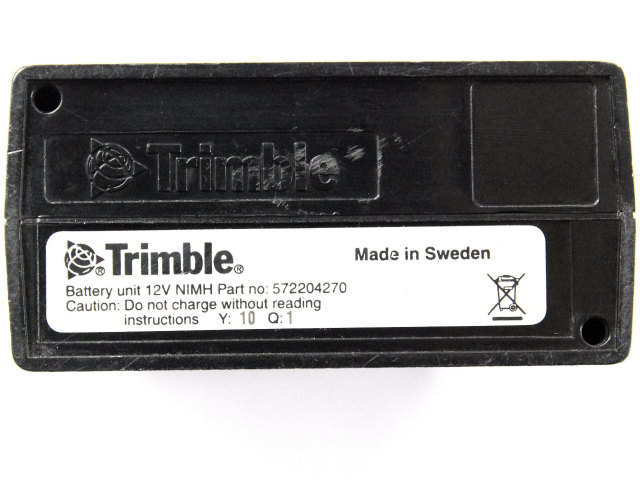 Trimble
Trimble®
Made in Sweden
Battery unit 12V NIMH Part no: 572204270
Caution: Do not charge without reading
instructions Y: 10 Q:1